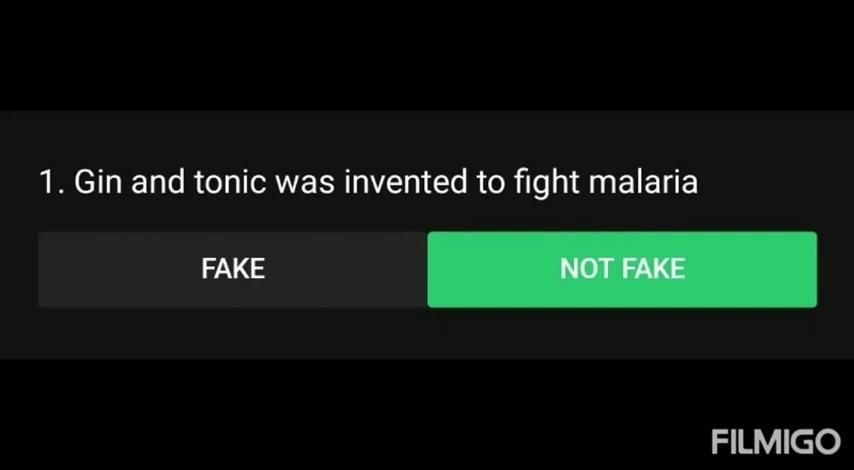 1. Gin and tonic was invented to fight malaria
FAKE
NOT FAKE
FILMIGO